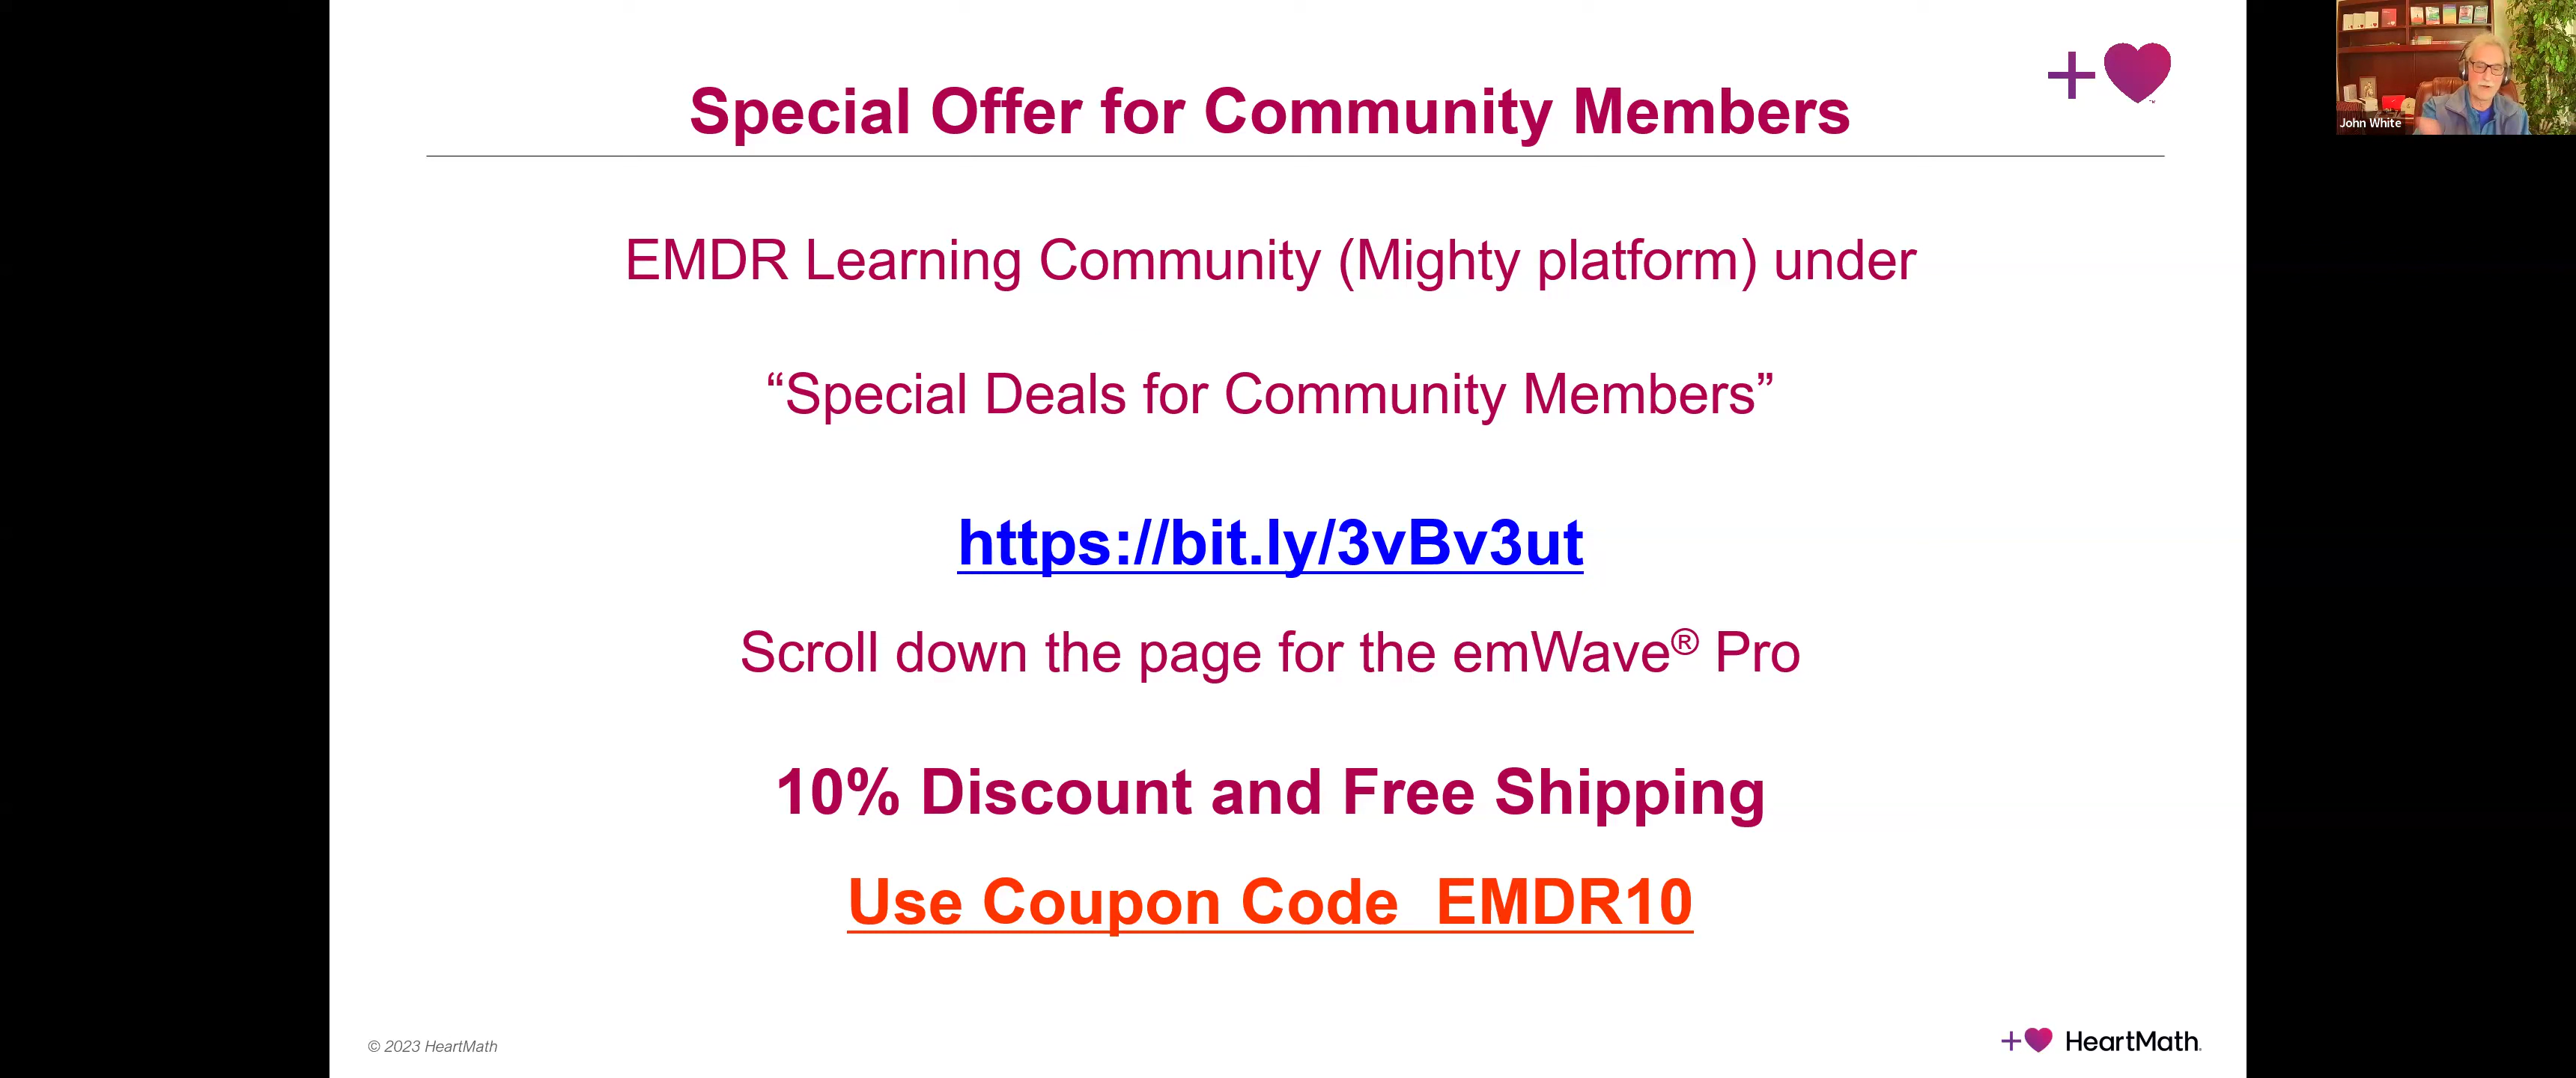 Special Offer for Community Members
John White
EMDR Learning Community (Mighty platform) under
“Special Deals for Community Members”
https://bit.ly/3vBv3ut
Scroll down the page for the emWave® Pro
10% Discount and Free Shipping
Use Coupon Code  EMDR10
© 2023 HeartMath
HeartMath.